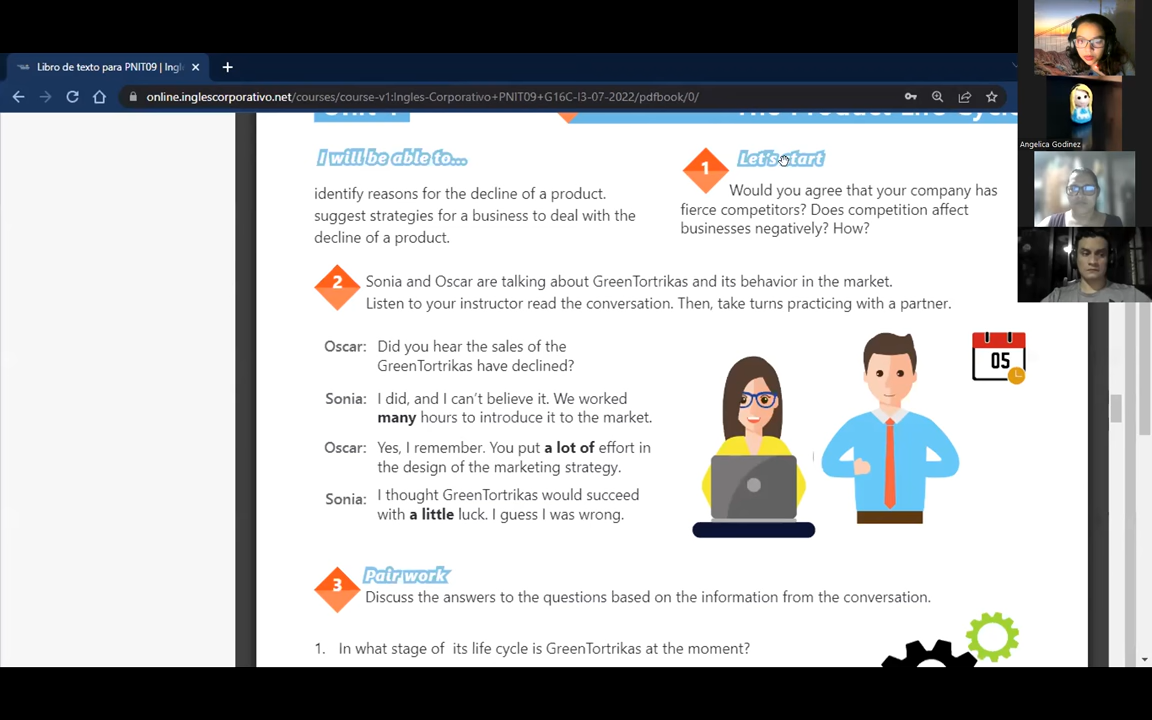 Libro de texto para PNIT09 | Ingl
online.inglescorporativo.net/courses/course-v1:Ingles-Corporativo+PNIT09+G16C-I3-07-2022/pdfbook/0/
Angelica Godinez
I will be able to...
identify reasons for the decline of a product.
suggest strategies for a business to deal with the
decline of a product.
1
Let's start
Would you agree that your company has
fierce competitors? Does competition affect
businesses negatively? How?
2
Sonia and Oscar are talking about GreenTortrikas and its behavior in the market.
Listen to your instructor read the conversation. Then, take turns practicing with a partner.
Oscar: Did you hear the sales of the
GreenTortrikas have declined?
Sonia: I did, and I can't believe it. We worked
many hours to introduce it to the market.
Oscar: Yes, I remember. You put a lot of effort in
the design of the marketing strategy.
Sonia: I thought GreenTortrikas would succeed
with a little luck. I guess I was wrong.
05
3
Pair work
Discuss the answers to the questions based on the information from the conversation.
1. In what stage of its life cycle is GreenTortrikas at the moment?